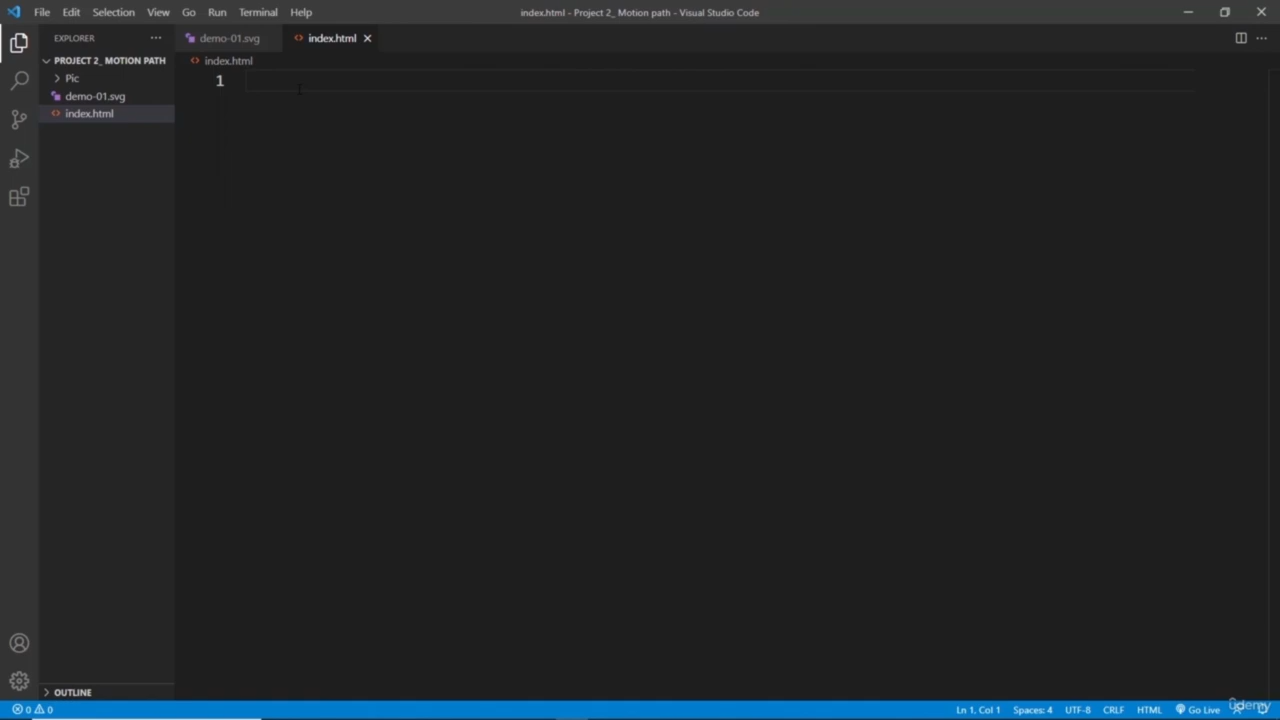 File Edit Selection View Go Run Terminal Help
index.html - Project 2_ Motion path - Visual Studio Code
EXPLORER
demo-01.svg
index.html
PROJECT 2_ MOTION PATH
index.html
Pic
1
demo-01.svg
index.html
OUTLINE
0 0
Ln 1, Col 1 Spaces: 4 UTF-8 CRLF HTML Go Live
ûdemy